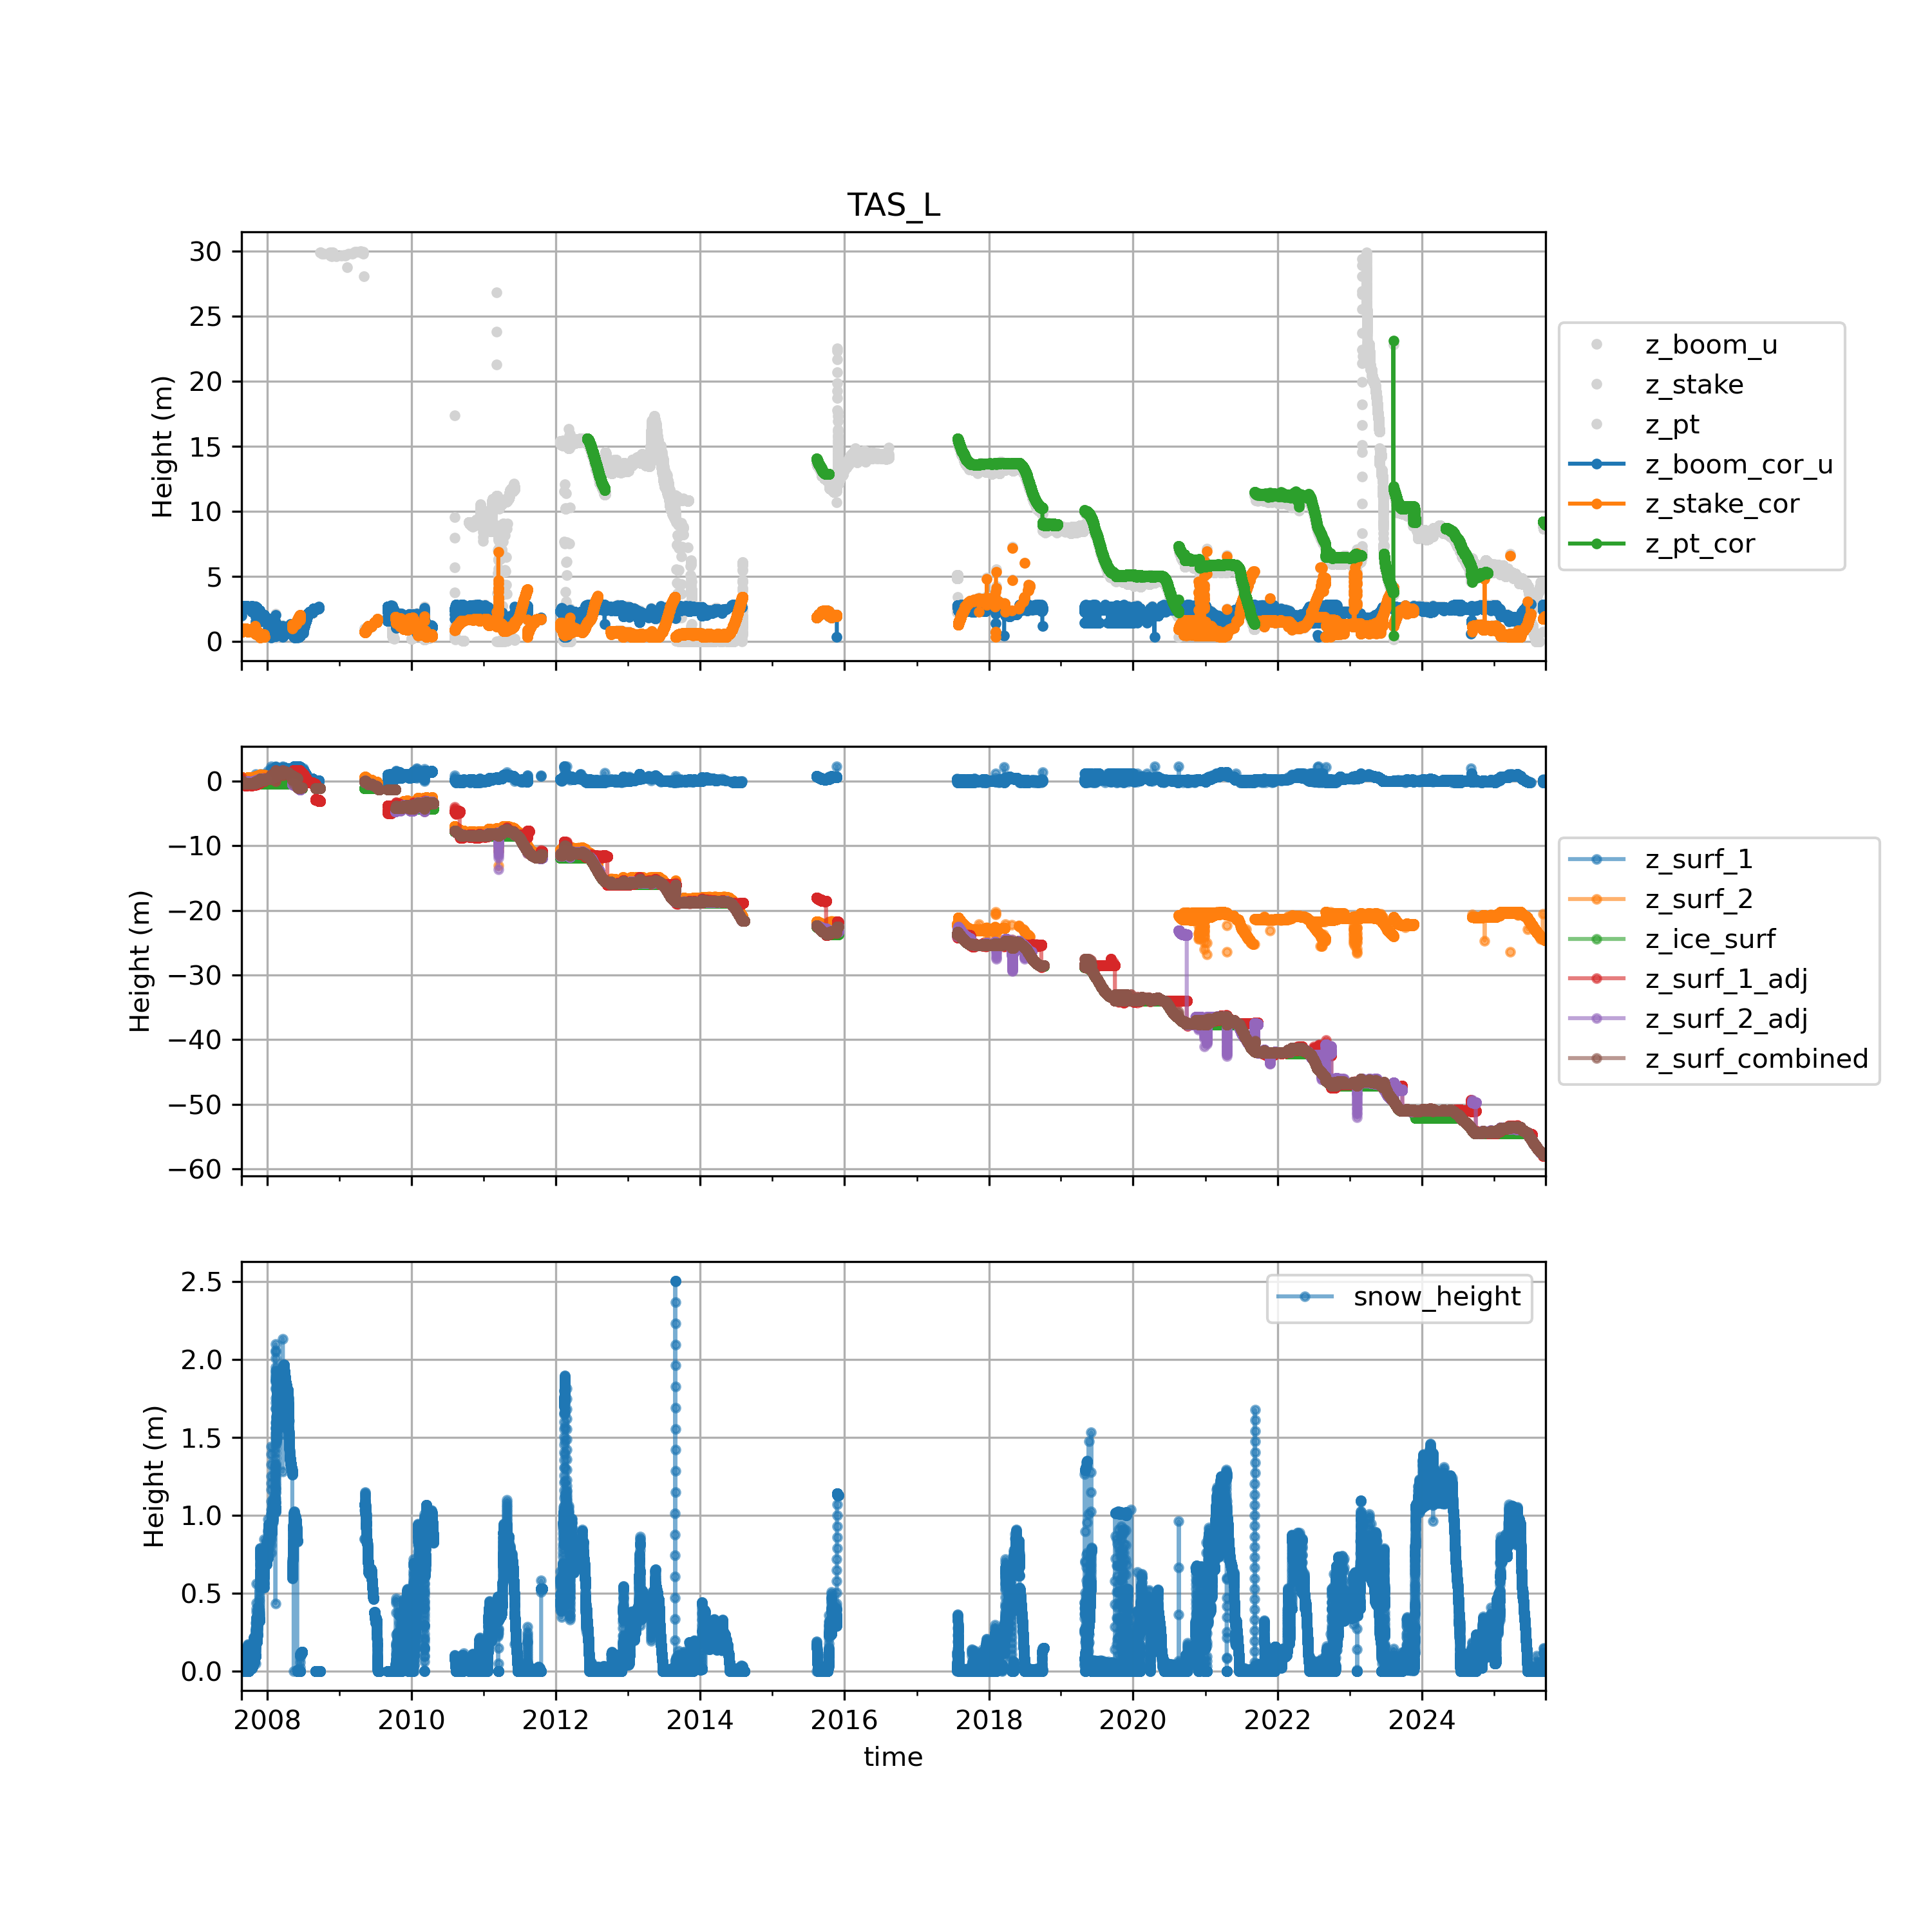 TAS_L
30
25
20
15
10
5
0
Height (m)
z_boom_u
z_stake
z_pt
z_boom_cor_u
z_stake_cor
z_pt_cor
0
−10
−20
−30
−40
−50
−60
Height (m)
z_surf_1
z_surf_2
z_ice_surf
z_surf_1_adj
z_surf_2_adj
z_surf_combined
2.5
2.0
1.5
1.0
0.5
0.0
Height (m)
snow_height
2008 2010 2012 2014 2016 2018 2020 2022 2024
time